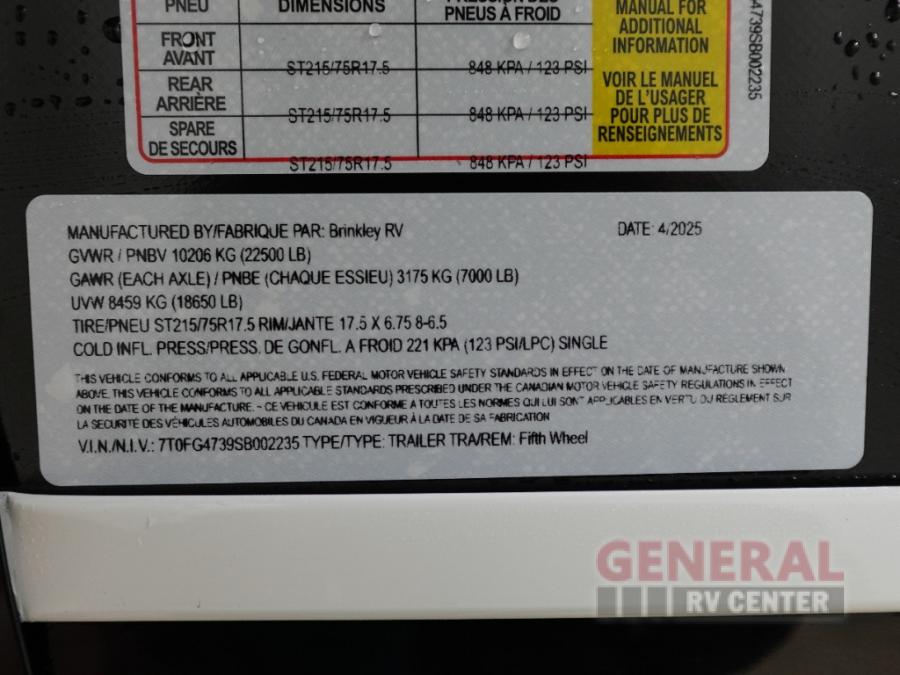 PNEU DIMENSIONS PRESSION DES
PNEUS À FROID
FRONT
AVANT
ST215/75R17.5 848 KPA / 123 PSI
REAR
ARRIÈRE
ST215/75R17.5 848 KPA / 123 PSI
SPARE
DE SECOURS
ST215/75R17.5 848 KPA / 123 PSI
MANUAL FOR
ADDITIONAL
INFORMATION
VOIR LE MANUEL
DE L'USAGER
POUR PLUS DE
RENSEIGNEMENTS
4739SB002235
MANUFACTURED BY/FABRIQUE PAR: Brinkley RV DATE: 4/2025
GVWR / PNBV 10206 KG (22500 LB)
GAWR (EACH AXLE) / PNBE (CHAQUE ESSIEU) 3175 KG (7000 LB)
UVW 8459 KG (18650 LB)
TIRE/PNEU ST215/75R17.5 RIM/JANTE 17.5 X 6.75 8-6.5
COLD INFL. PRESS/PRESS. DE GONFL. A FROID 221 KPA (123 PSI/LPC) SINGLE
THIS VEHICLE CONFORMS TO ALL APPLICABLE U.S. FEDERAL MOTOR VEHICLE SAFETY STANDARDS IN EFFECT ON THE DATE OF MANUFACTURE SHOWN
ABOVE. THIS VEHICLE CONFORMS TO ALL APPLICABLE STANDARDS PRESCRIBED UNDER THE CANADIAN MOTOR VEHICLE SAFETY REGULATIONS IN EFFECT
ON THE DATE OF THE MANUFACTURE. - CE VEHICULE EST CONFORME A TOUTES LES NORMES QUI LUI SONT APPLICABLES EN VERTU DU RÈGLEMENT SUR
LA SECURITÉ DES VÉHICULES AUTOMOBILES DU CANADA EN VIGUEUR À LA DATE DE SA FABRICATION
V.I.N./N.I.V.: 7T0FG4739SB002235 TYPE/TYPE: TRAILER TRA/REM: Fifth Wheel
GENERAL
RV CENTER